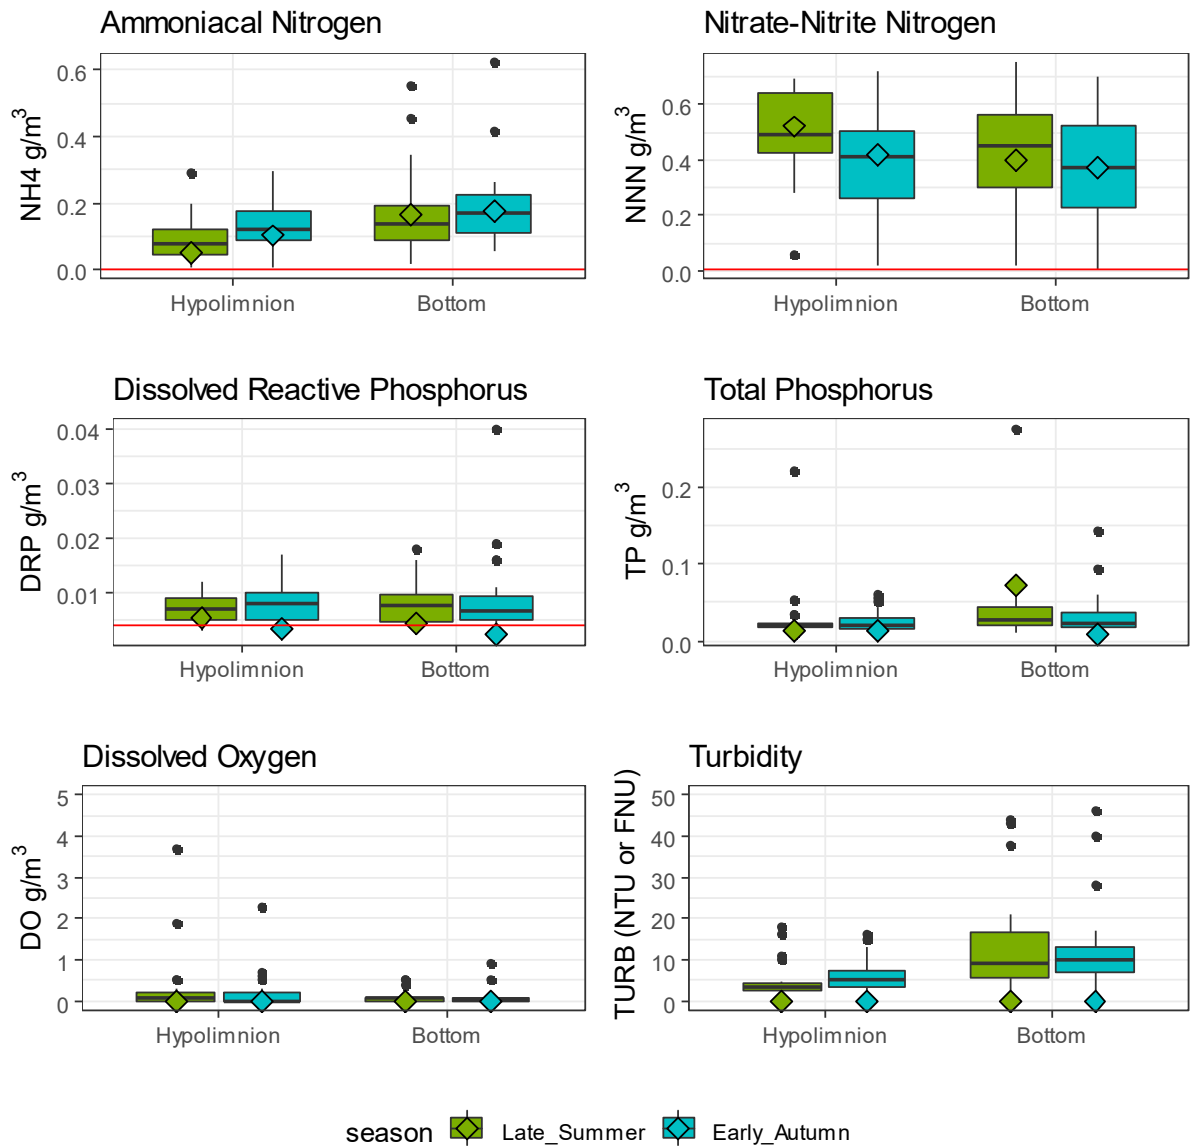 Ammoniacal Nitrogen
Nitrate-Nitrite Nitrogen
NH4 g/m³
0.6
0.4
0.2
0.0
Hypolimnion
Bottom
NNN g/m³
0.6
0.4
0.2
0.0
Hypolimnion
Bottom
Dissolved Reactive Phosphorus
Total Phosphorus
DRP g/m³
0.04
0.03
0.02
0.01
Hypolimnion
Bottom
TP g/m³
0.2
0.1
0.0
Hypolimnion
Bottom
Dissolved Oxygen
Turbidity
DO g/m³
5
4
3
2
1
0
Hypolimnion
Bottom
TURB (NTU or FNU)
50
40
30
20
10
0
Hypolimnion
Bottom
season Late_Summer Early_Autumn